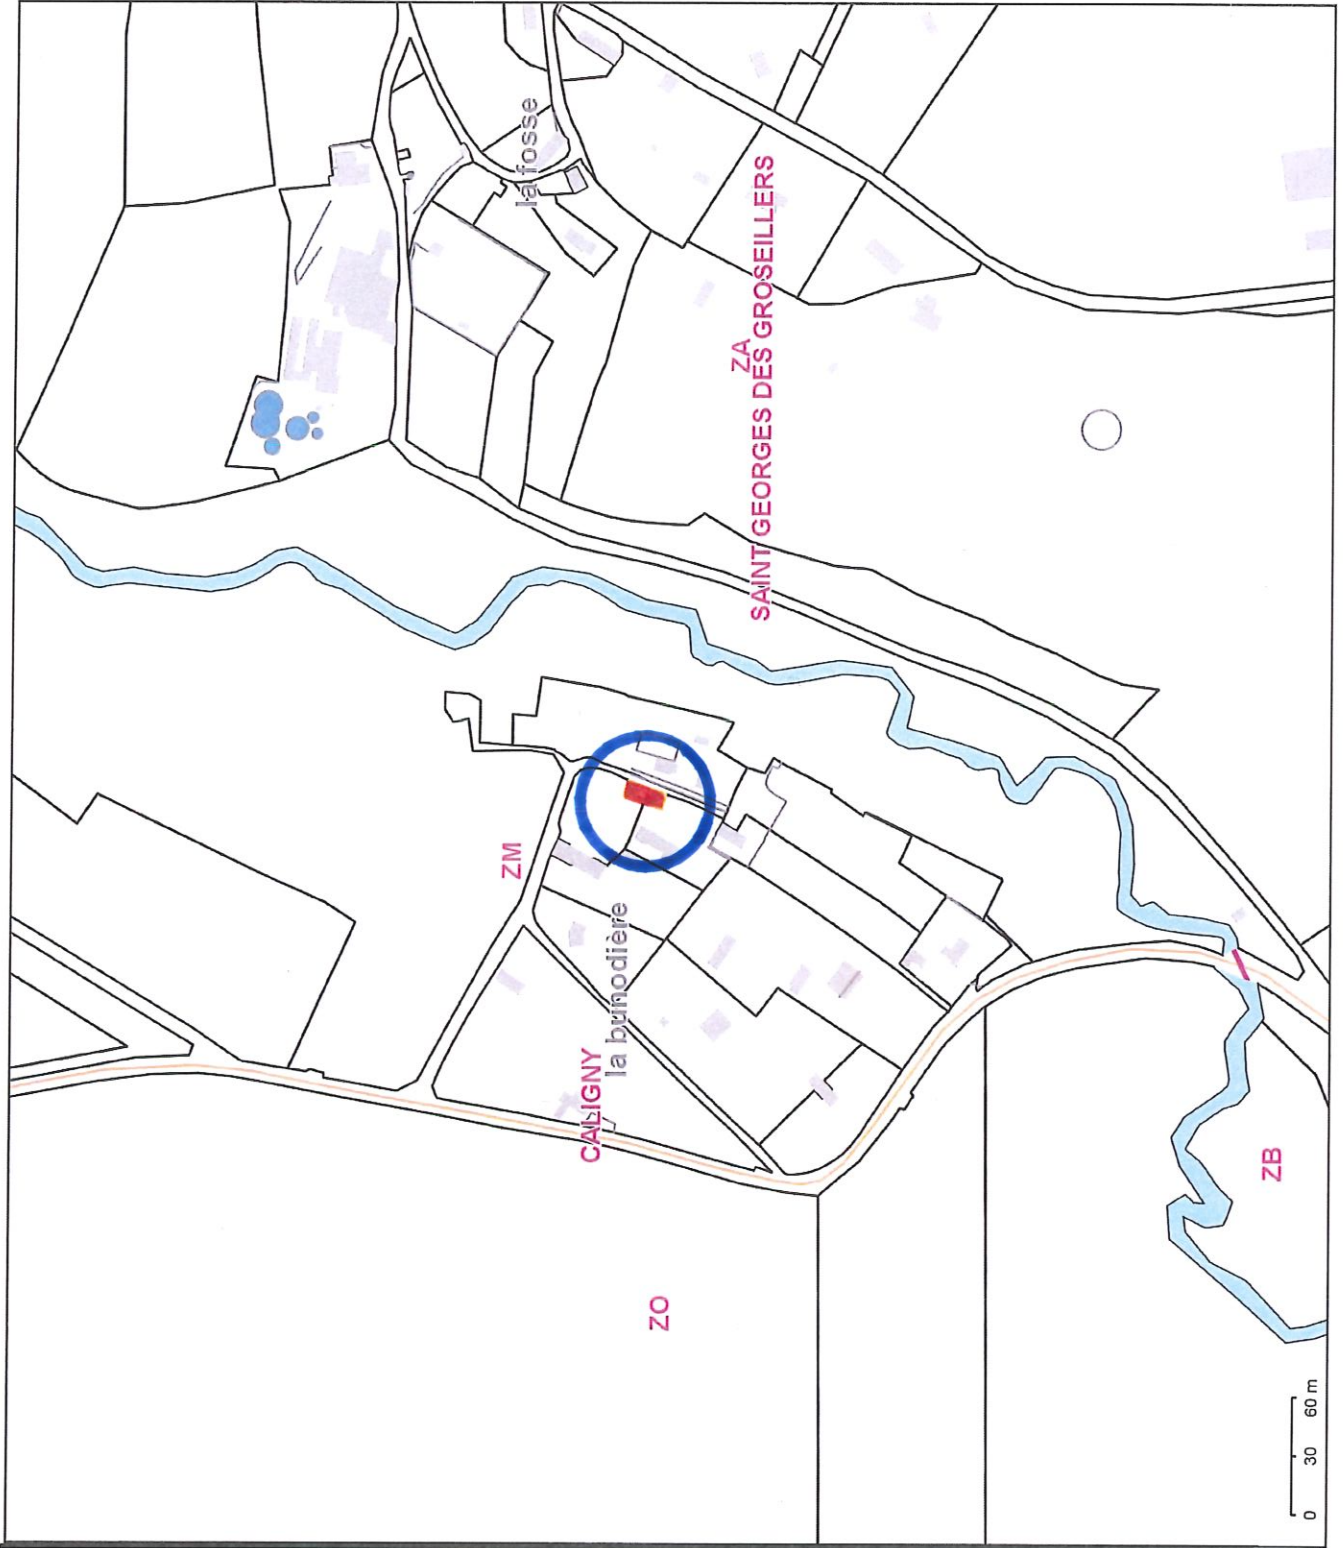 la fosse
ZA
SAINT GEORGES DES GROSEILLERS
ZM
la bunodière
CALIGNY
ZO
ZB
0 30 60 m